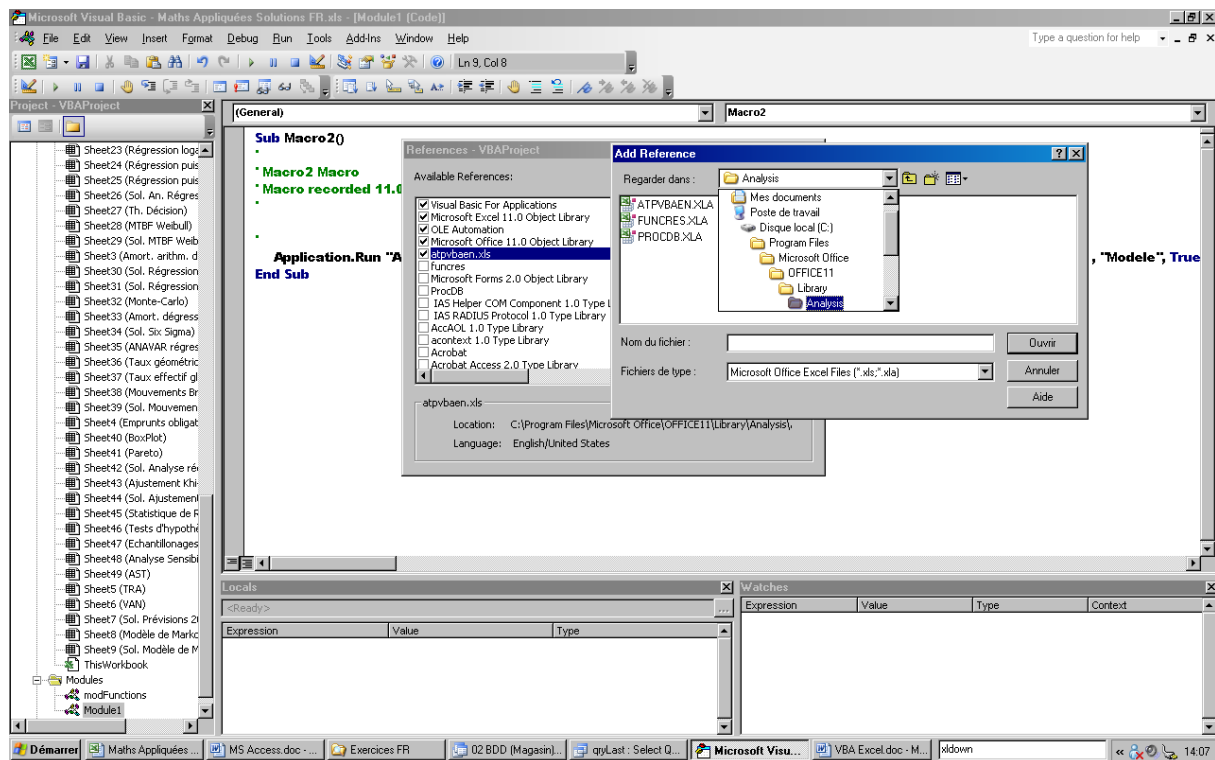 Microsoft Visual Basic - Maths Appliquées Solutions FR.xls - [Module1 (Code)]
File Edit View Insert Format Debug Run Tools Add-Ins Window Help
Type a question for help
Ln 9, Col 8
Project - VBAProject
Sheet23 (Régression loga
Sheet24 (Régression puis
Sheet25 (Régression puis
Sheet26 (Sol. An. Régres
Sheet27 (Th. Décision)
Sheet28 (MTBF Weibull)
Sheet29 (Sol. MTBF Weib
Sheet3 (Amort. arithm. d
Sheet30 (Sol. Régression
Sheet31 (Sol. Régression
Sheet32 (Monte-Carlo)
Sheet33 (Amort. dégress
Sheet34 (Sol. Six Sigma)
Sheet35 (ANAVAR régres
Sheet36 (Taux géométric
Sheet37 (Taux effectif gl
Sheet38 (Mouvements Br
Sheet39 (Sol. Mouvemen
Sheet4 (Emprunts obligat
Sheet40 (BoxPlot)
Sheet41 (Pareto)
Sheet42 (Sol. Analyse ré
Sheet43 (Ajustement Khi
Sheet44 (Sol. Ajustement
Sheet45 (Statistique de R
Sheet46 (Tests d'hypothè
Sheet47 (Echantillonages
Sheet48 (Analyse Sensibi
Sheet49 (AST)
Sheet5 (TRA)
Sheet6 (VAN)
Sheet7 (Sol. Prévisions 2
Sheet8 (Modèle de Marko
Sheet9 (Sol. Modèle de M
ThisWorkbook
Modules
modFunctions
Module1
(General)
Macro2
Sub Macro2()
'
' Macro2 Macro
' Macro recorded 11.0
'
'
Application.Run "A
, "Modele", True
End Sub
References - VBAProject
Available References:
Visual Basic For Applications
Microsoft Excel 11.0 Object Library
OLE Automation
Microsoft Office 11.0 Object Library
atpvbaen.xls
funcres
Microsoft Forms 2.0 Object Library
ProcDB
IAS Helper COM Component 1.0 Type L
IAS RADIUS Protocol 1.0 Type Library
AccAOL 1.0 Type Library
acontext 1.0 Type Library
Acrobat
Acrobat Access 2.0 Type Library
atpvbaen.xls
Location: C:\Program Files\Microsoft Office\OFFICE11\Library\Analysis\,
Language: English/United States
Add Reference
Regarder dans : Analysis
ATPVBAEN.XLA
FUNCRES.XLA
PROCDB.XLA
Mes documents
Poste de travail
Disque local (C:)
Program Files
Microsoft Office
OFFICE11
Library
Analysis
Nom du fichier :
Ouvrir
Fichiers de type : Microsoft Office Excel Files (*.xls;*.xla)
Annuler
Aide
Locals
<Ready>
...
Expression Value Type
Watches
Expression Value Type Context
Démarrer
Maths Appliquées ...
MS Access.doc - ...
Exercices FR
02 BDD (Magasin)...
qryLast : Select Q...
Microsoft Visu...
VBA Excel.doc - M...
xldown
14:07